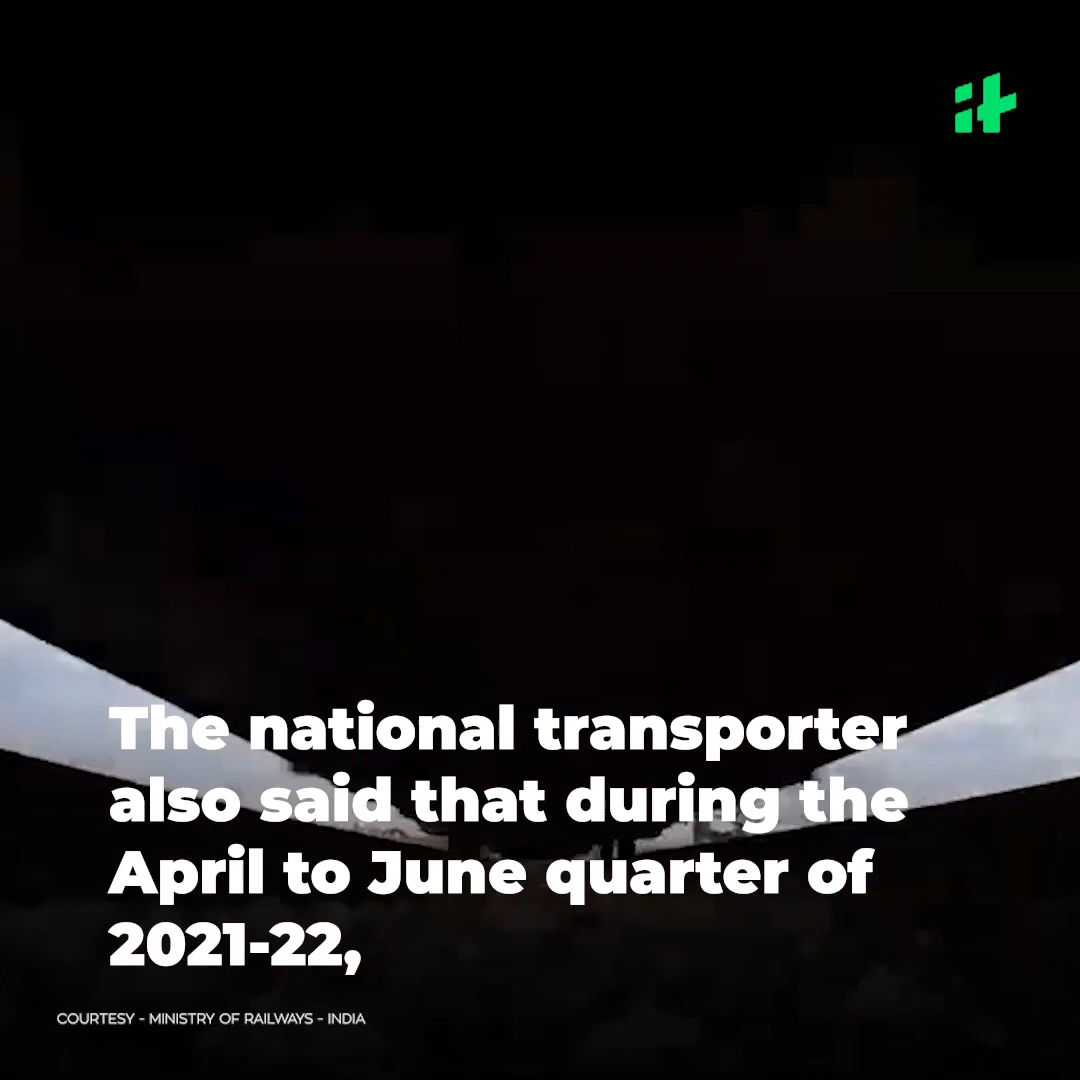 The national transporter
also said that during the
April to June quarter of
2021-22,
COURTESY - MINISTRY OF RAILWAYS - INDIA